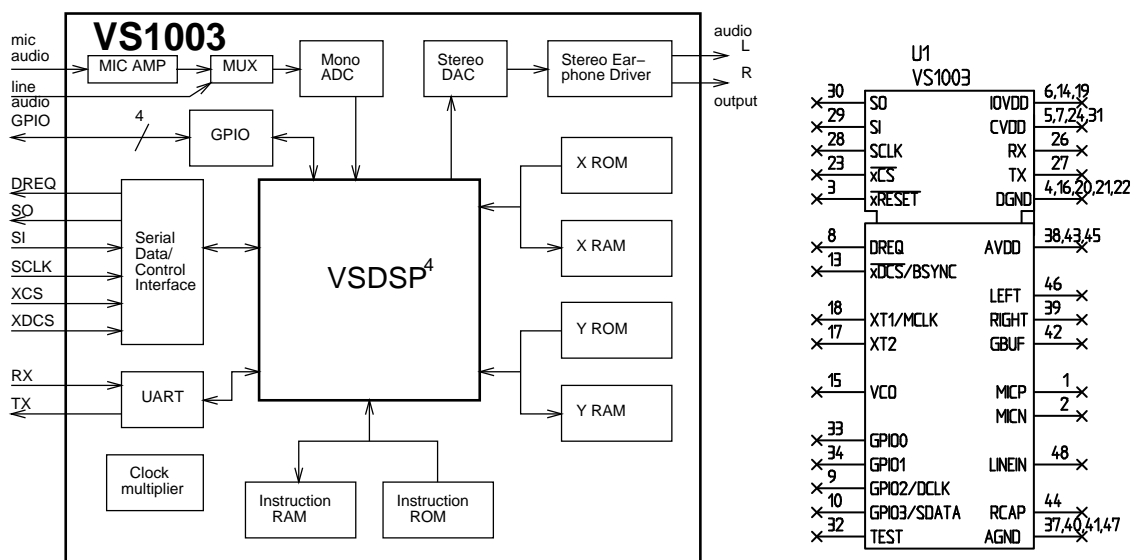 VS1003
mic
audio
MIC AMP
MUX
Mono
ADC
Stereo
DAC
Stereo Ear-
phone Driver
audio
L
R
output
line
audio
GPIO
4
GPIO
X ROM
X RAM
DREQ
SO
SI
SCLK
XCS
XDCS
Serial
Data/
Control
Interface
VSDSP4
Y ROM
Y RAM
RX
TX
UART
Clock
multiplier
Instruction
RAM
Instruction
ROM
U1
VS1003
30 SO IOVDD 6,14,19
29 SI CVDD 5,7,24,31
28 SCLK RX 26
23 xCS TX 27
3 xRESET DGND 4,16,20,21,22
8 DREQ AVDD 38,43,45
13 xDCS/BSYNC
LEFT 46
18 XT1/MCLK RIGHT 39
17 XT2 GBUF 42
15 VCO MICP 1
MICN 2
33 GPIO0
34 GPIO1 LINEIN 48
9 GPIO2/DCLK
10 GPIO3/SDATA RCAP 44
32 TEST AGND 37,40,41,47